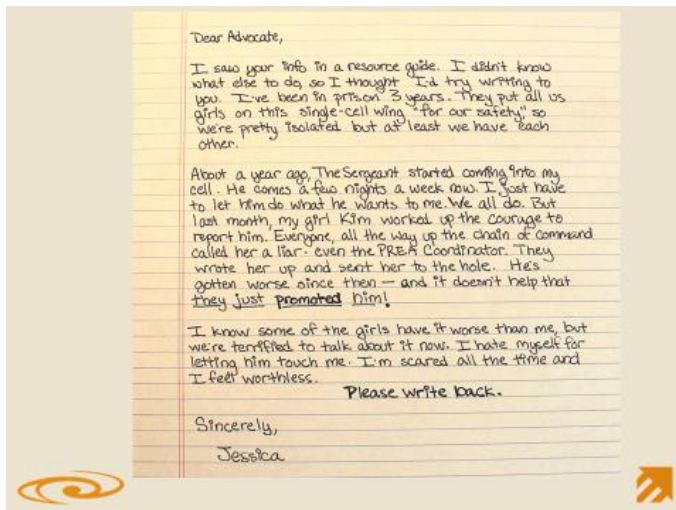 Dear Advocate,
I saw your info in a resource guide. I didn't know
what else to do, so I thought I'd try writing to
you. I've been in prison 3 years. They put all us
girls on this single-cell wing "for our safety," so
we're pretty isolated but at least we have each
other.
About a year ago, The Sergeant started coming into my
cell. He comes a few nights a week now. I just have
to let him do what he wants to me. We all do. But
last month, my girl Kim worked up the courage to
report him. Everyone, all the way up the chain of command
called her a liar - even the PREA Coordinator. They
wrote her up and sent her to the hole. He's
gotten worse since then — and it doesn't help that
they just promoted him!
I know some of the girls have it worse than me, but
we're terrified to talk about it now. I hate myself for
letting him touch me. I'm scared all the time and
I feel worthless.
Please write back.
Sincerely,
Jessica